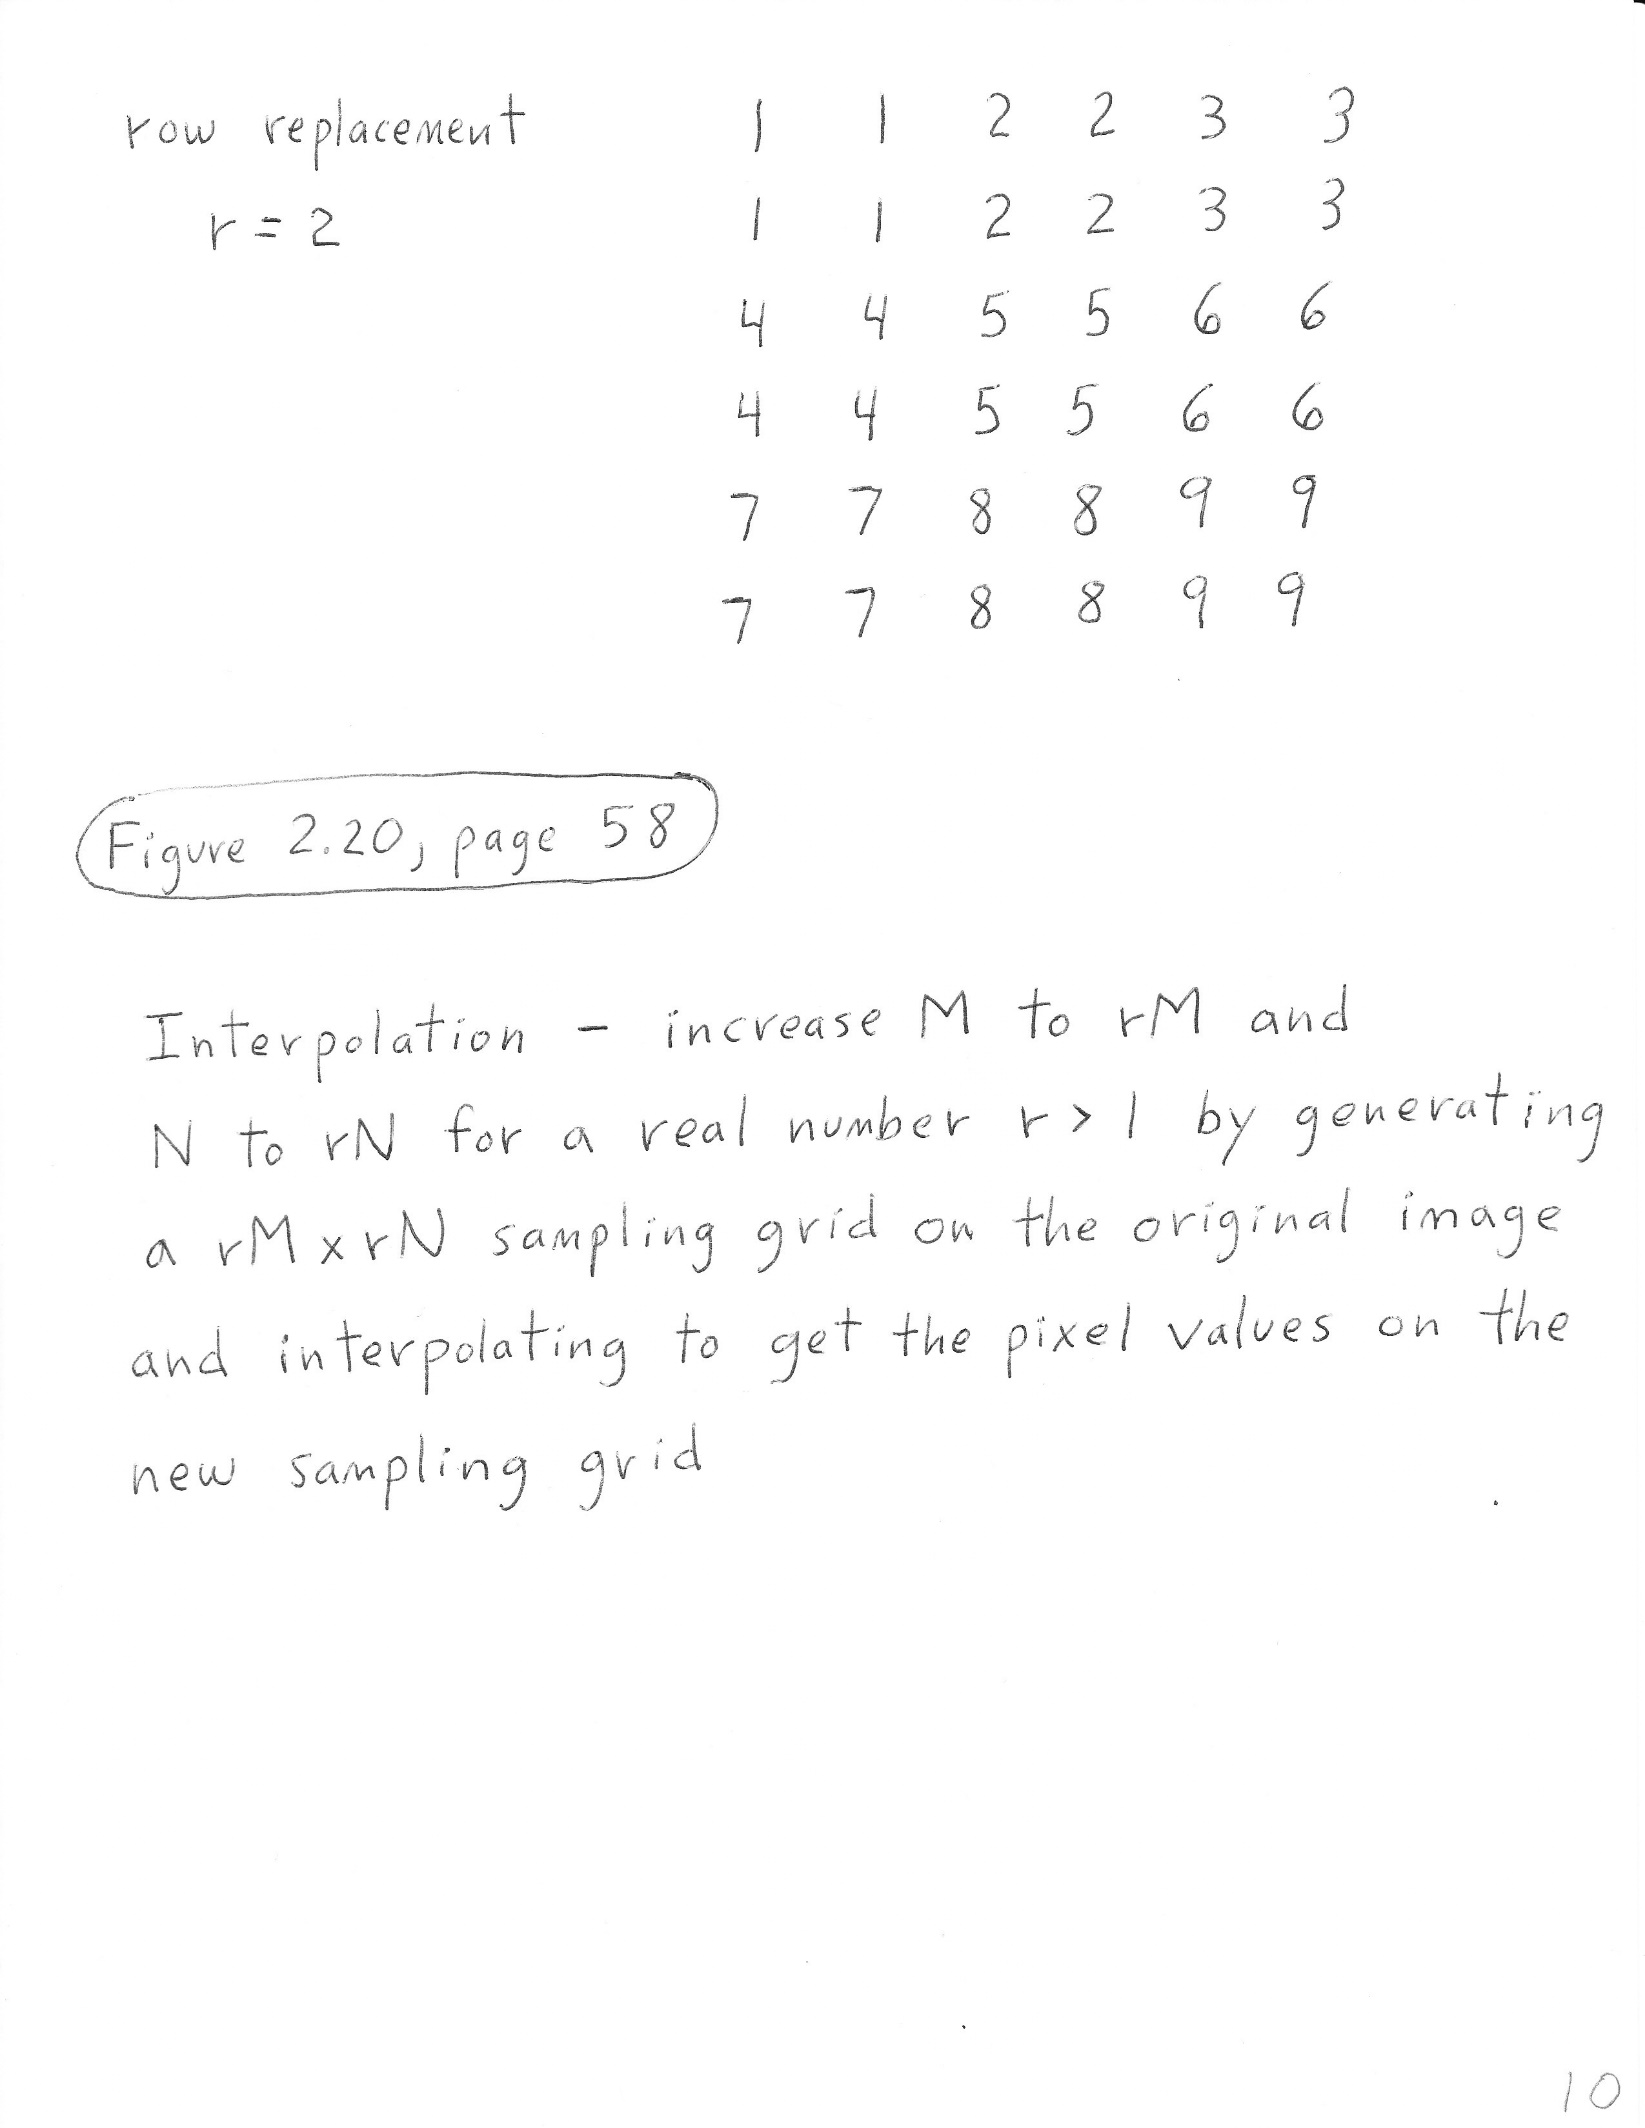 row replacement 1 1 2 2 3 3
r = 2 1 1 2 2 3 3
4 4 5 5 6 6
4 4 5 5 6 6
7 7 8 8 9 9
7 7 8 8 9 9
Figure 2.20, page 58
Interpolation - increase M to rM and
N to rN for a real number r > 1 by generating
a rM x rN sampling grid on the original image
and interpolating to get the pixel values on the
new sampling grid
10